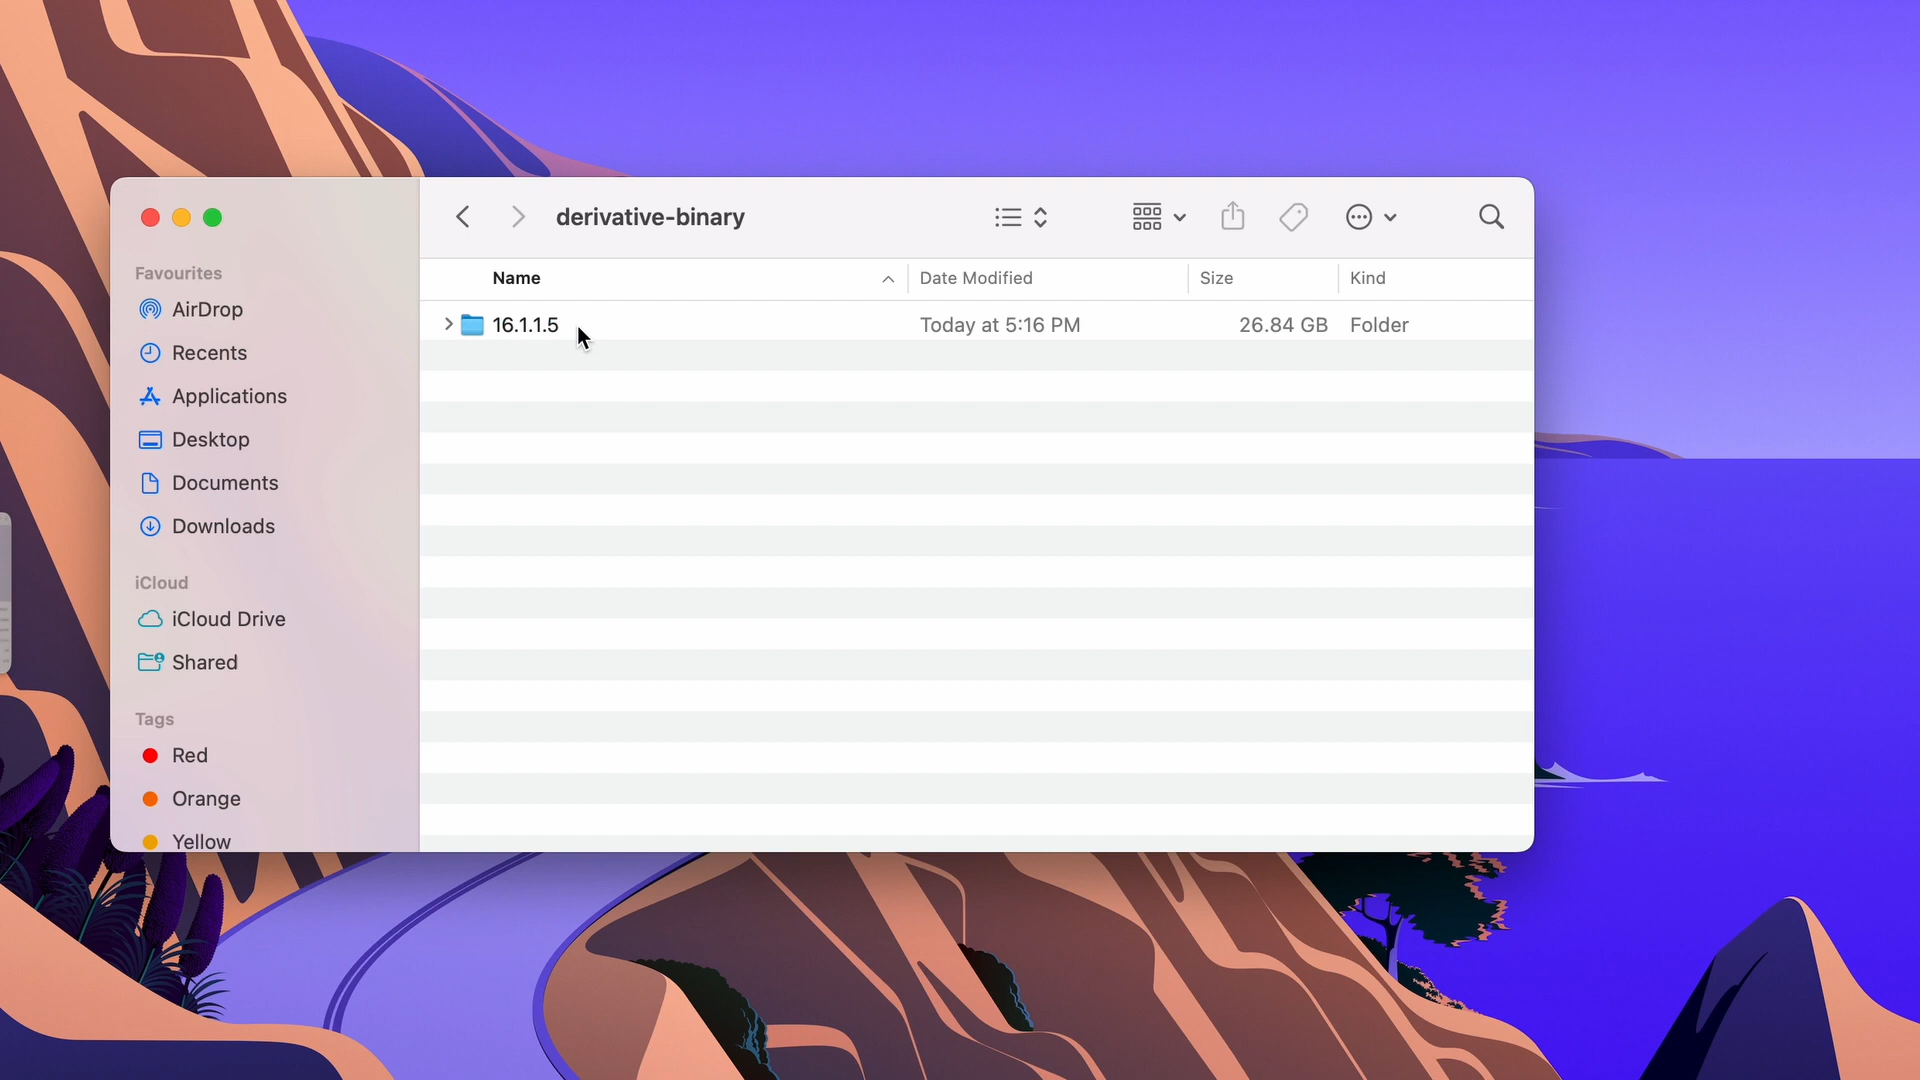 derivative-binary
Favourites
AirDrop
Recents
Applications
Desktop
Documents
Downloads
iCloud
iCloud Drive
Shared
Tags
Red
Orange
Yellow
Name Date Modified Size Kind
16.1.1.5 Today at 5:16 PM 26.84 GB Folder